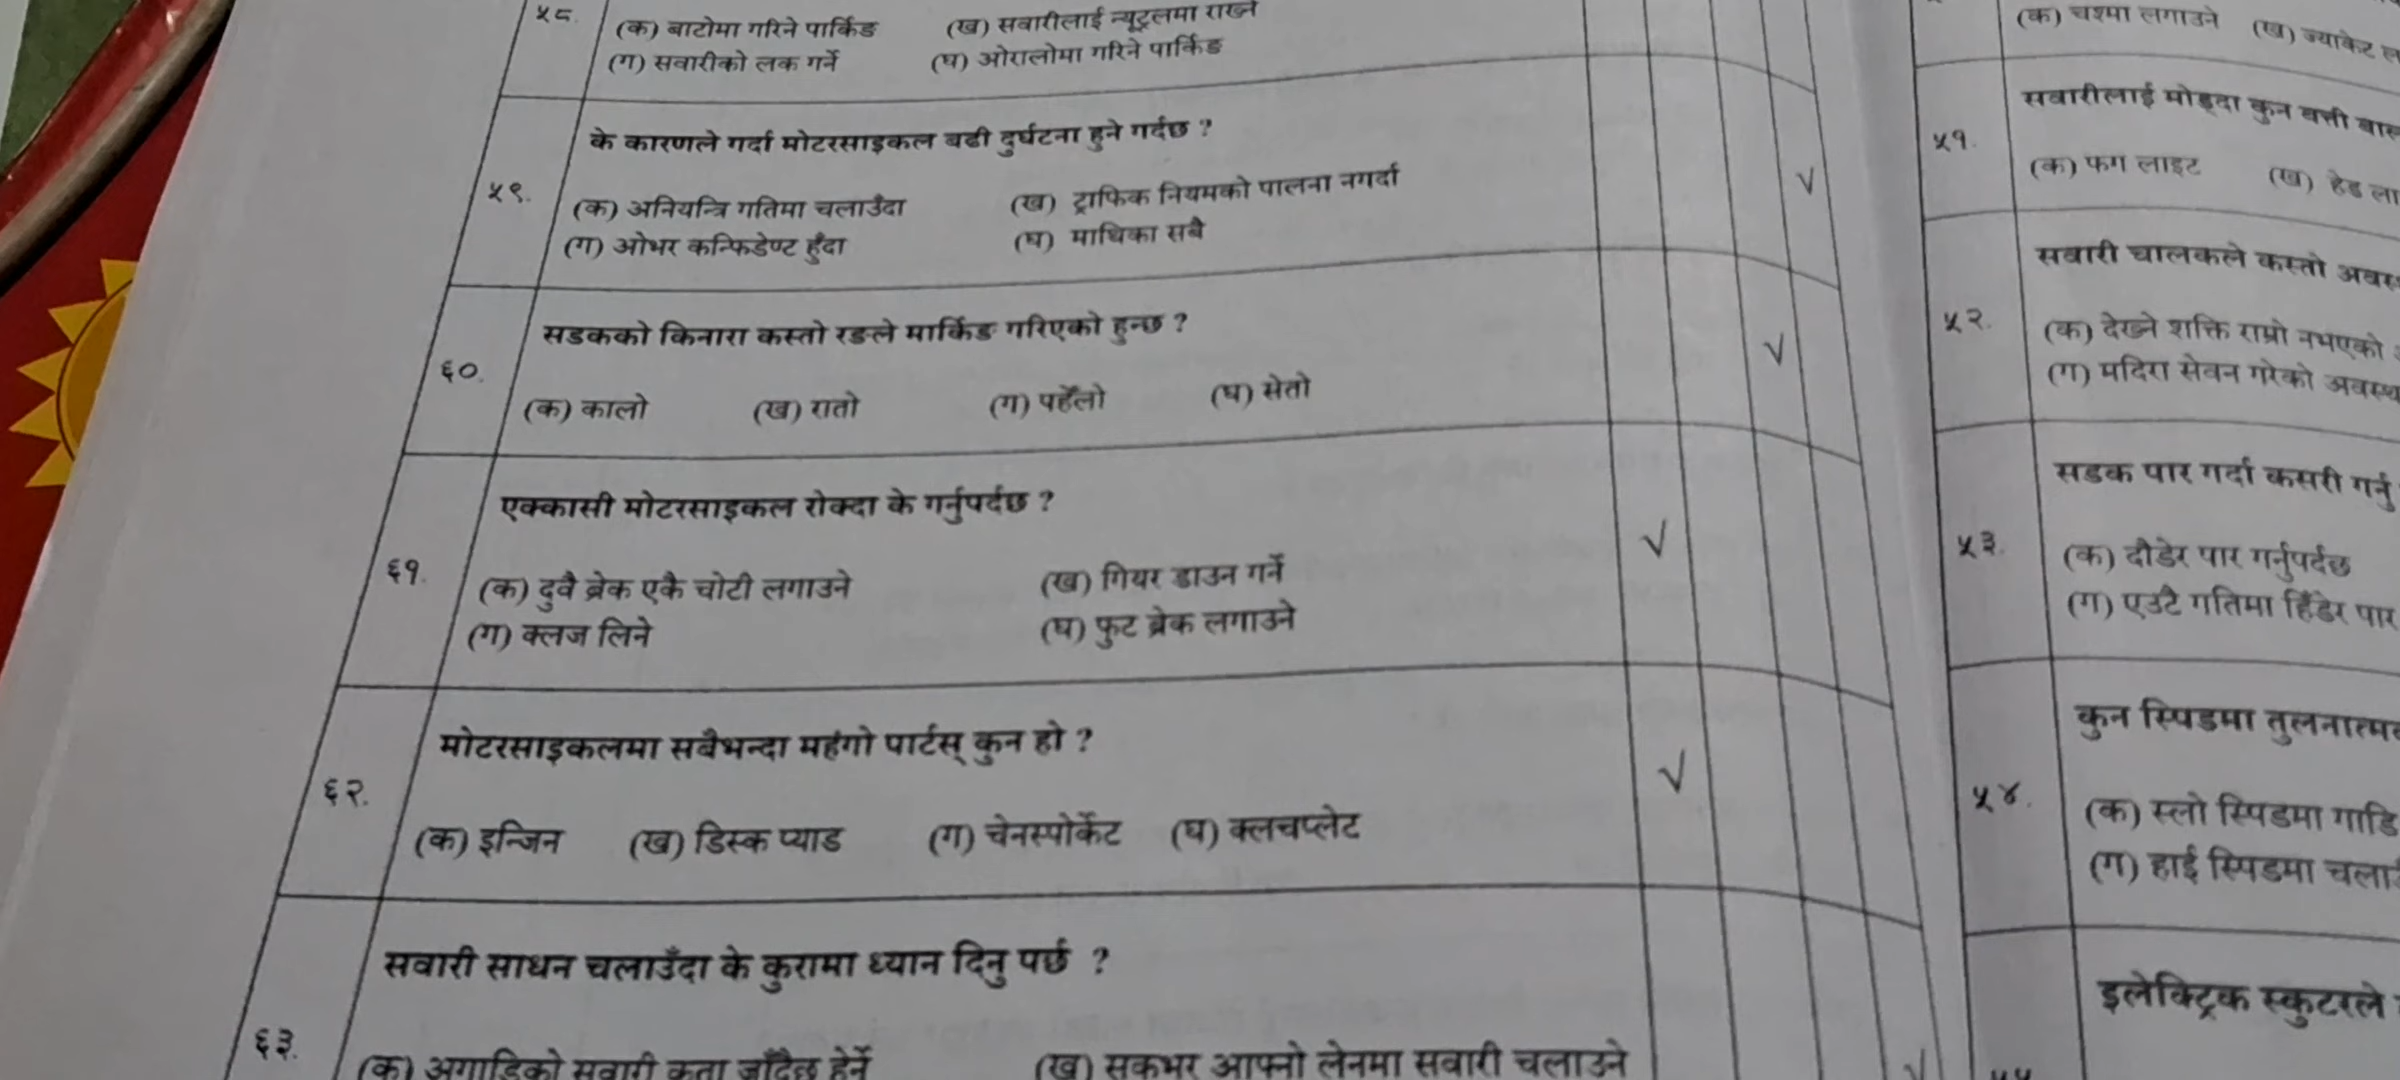 ५८.
(क) बाटोमा गरिने पार्किङ (ख) सवारीलाई न्यूट्रलमा राख्ने
(ग) सवारीको लक गर्ने (घ) ओरालोमा गरिने पार्किङ
५९.
के कारणले गर्दा मोटरसाइकल बढी दुर्घटना हुने गर्दछ ?
(क) अनियन्त्रि गतिमा चलाउँदा (ख) ट्राफिक नियमको पालना नगर्दा
(ग) ओभर कन्फिडेण्ट हुँदा (घ) माथिका सबै
√
६०.
सडकको किनारा कस्तो रङले मार्किङ गरिएको हुन्छ ?
(क) कालो (ख) रातो (ग) पहेँलो (घ) सेतो
√
६१.
एक्कासी मोटरसाइकल रोक्दा के गर्नुपर्दछ ?
(क) दुवै ब्रेक एकै चोटी लगाउने (ख) गियर डाउन गर्ने
(ग) क्लज लिने (घ) फुट ब्रेक लगाउने
√
६२.
मोटरसाइकलमा सबैभन्दा महंगो पार्टस् कुन हो ?
(क) इन्जिन (ख) डिस्क प्याड (ग) चेनस्पोर्केट (घ) क्लचप्लेट
√
६३.
सवारी साधन चलाउँदा के कुरामा ध्यान दिनु पर्छ ?
(क) अगाडिको सवारी कता जाँदैछ हेर्ने (ख) सकभर आफ्नो लेनमा सवारी चलाउने
√
(क) चश्मा लगाउने (ख) ज्याकेट
५१.
सवारीलाई मोड्दा कुन बत्ती
(क) फग लाइट (ख) हेड
५२.
सवारी चालकले कस्तो
(क) देख्ने शक्ति राम्रो नभएको
(ग) मदिरा सेवन गरेको
५३.
सडक पार गर्दा कसरी
(क) दौडेर पार गर्नुपर्दछ
(ग) एउटै गतिमा हिँडेर पार
५४.
कुन स्पिडमा
(क) स्लो स्पिडमा
(ग) हाई स्पिडमा
इलेक्ट्रिक स्कुटरले